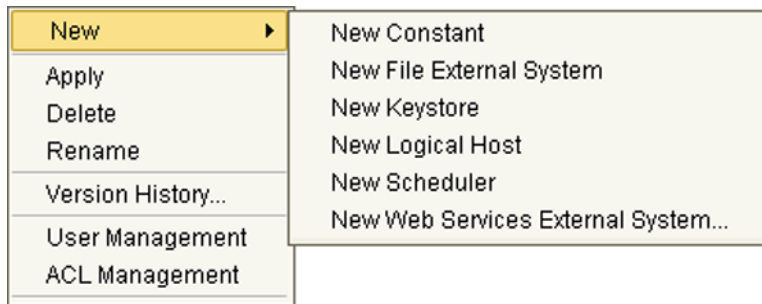 New
Apply
Delete
Rename
Version History...
User Management
ACL Management
New Constant
New File External System
New Keystore
New Logical Host
New Scheduler
New Web Services External System...